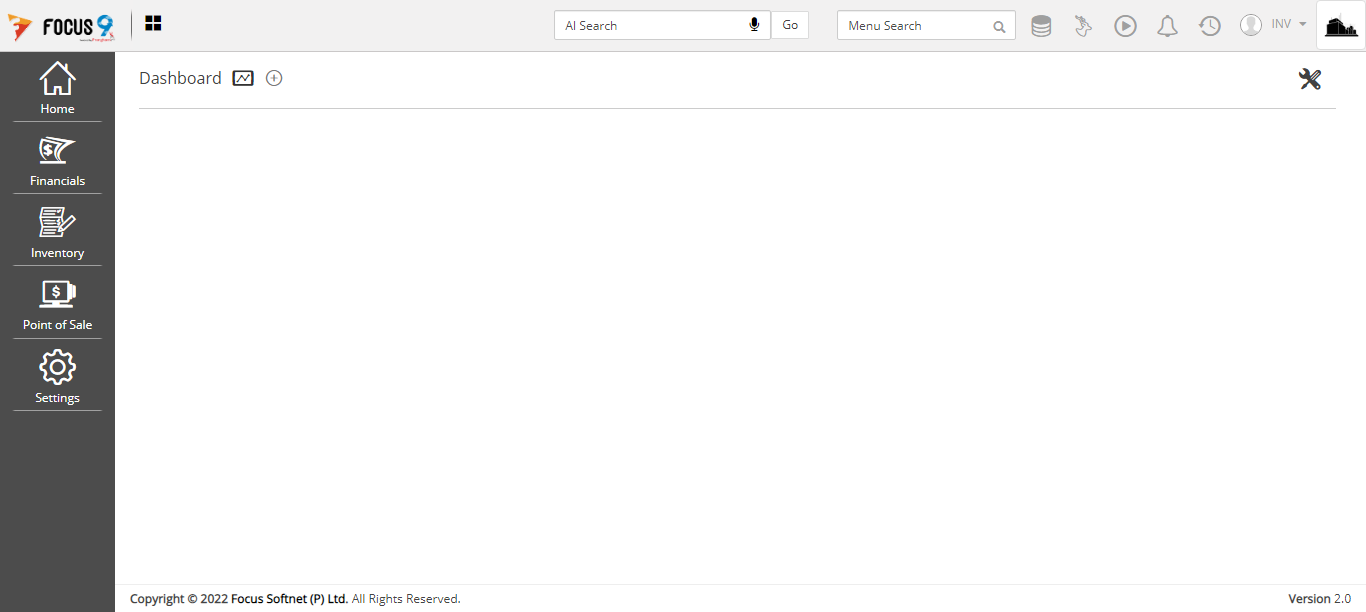 FOCUS 9
AI Search
Go
Menu Search
INV
Home
Financials
Inventory
Point of Sale
Settings
Dashboard
Copyright © 2022 Focus Softnet (P) Ltd. All Rights Reserved.
Version 2.0